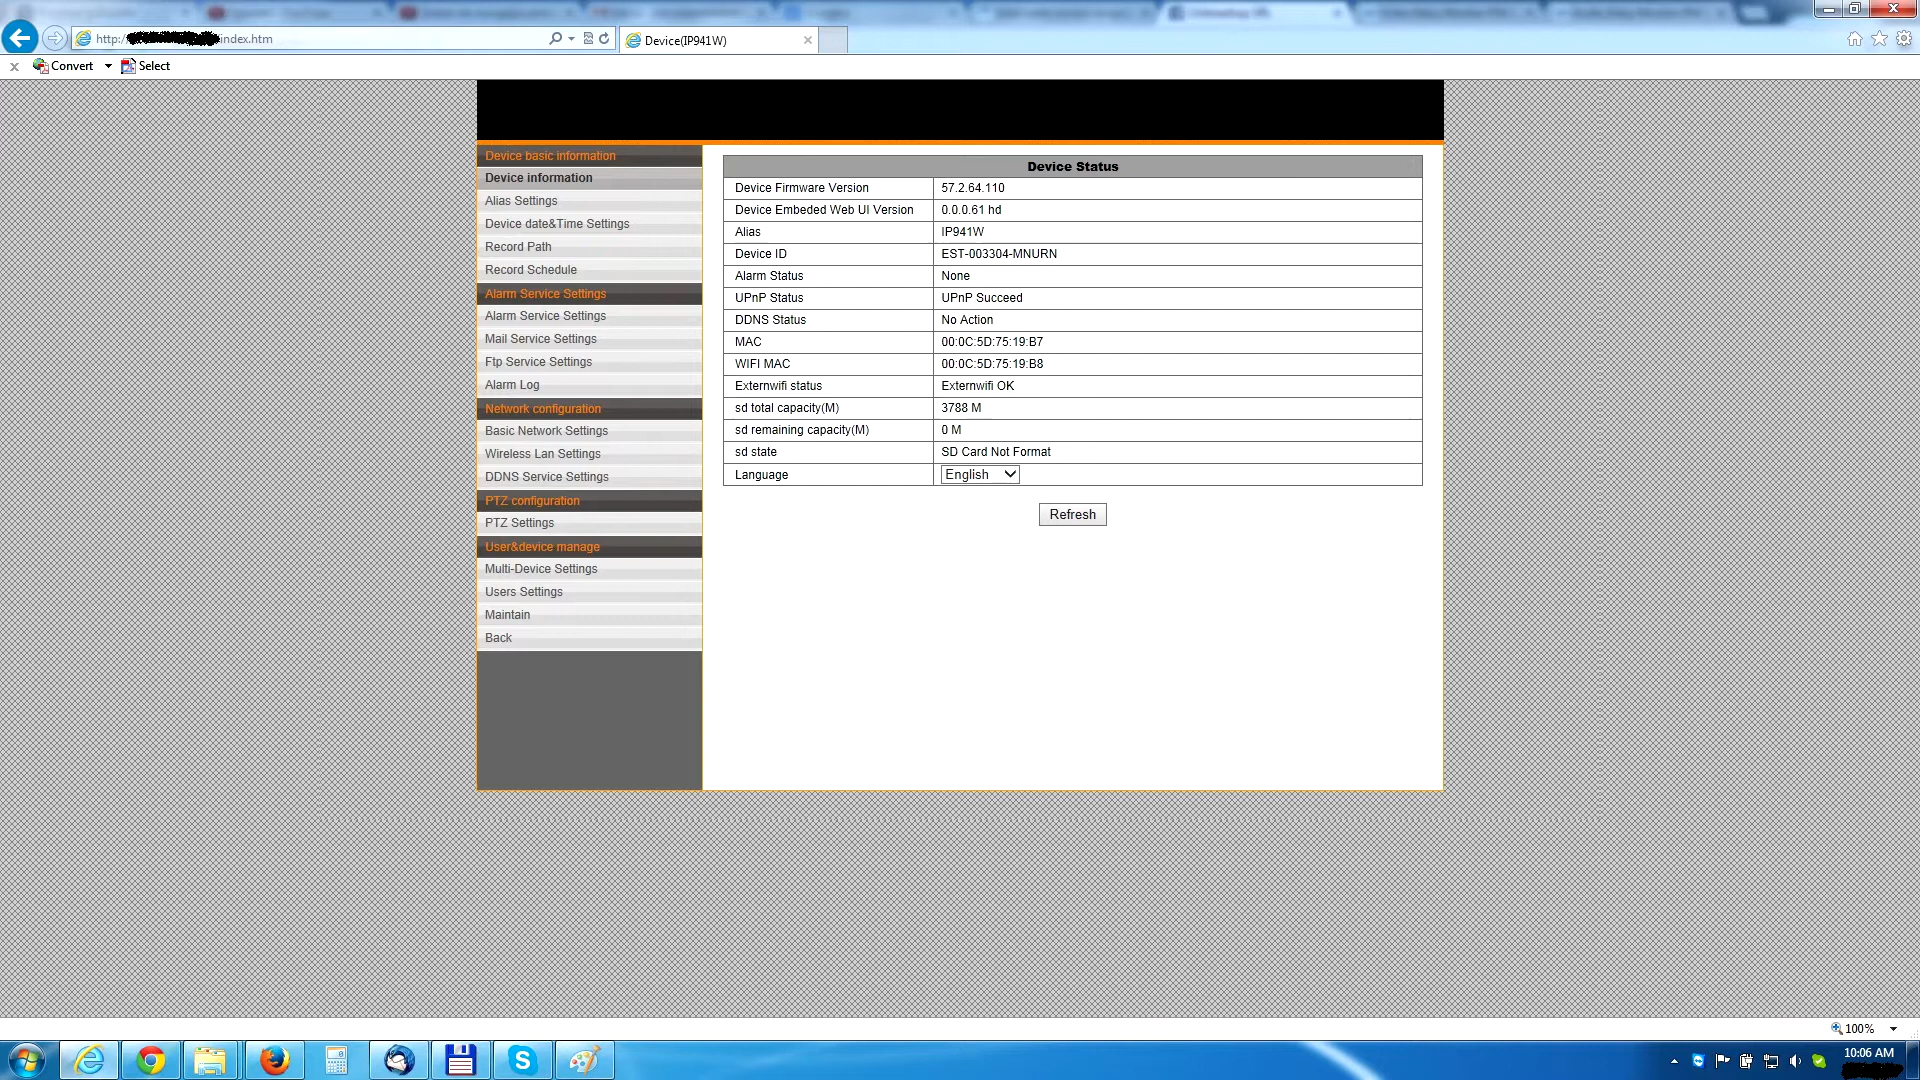 http:/
index.htm
Device(IP941W)
x Convert Select
Device basic information
Device information
Alias Settings
Device date&Time Settings
Record Path
Record Schedule
Alarm Service Settings
Alarm Service Settings
Mail Service Settings
Ftp Service Settings
Alarm Log
Network configuration
Basic Network Settings
Wireless Lan Settings
DDNS Service Settings
PTZ configuration
PTZ Settings
User&device manage
Multi-Device Settings
Users Settings
Maintain
Back
Device Status
Device Firmware Version 57.2.64.110
Device Embeded Web UI Version 0.0.0.61 hd
Alias IP941W
Device ID EST-003304-MNURN
Alarm Status None
UPnP Status UPnP Succeed
DDNS Status No Action
MAC 00:0C:5D:75:19:B7
WIFI MAC 00:0C:5D:75:19:B8
Externwifi status Externwifi OK
sd total capacity(M) 3788 M
sd remaining capacity(M) 0 M
sd state SD Card Not Format
Language English
Refresh
100%
10:06 AM